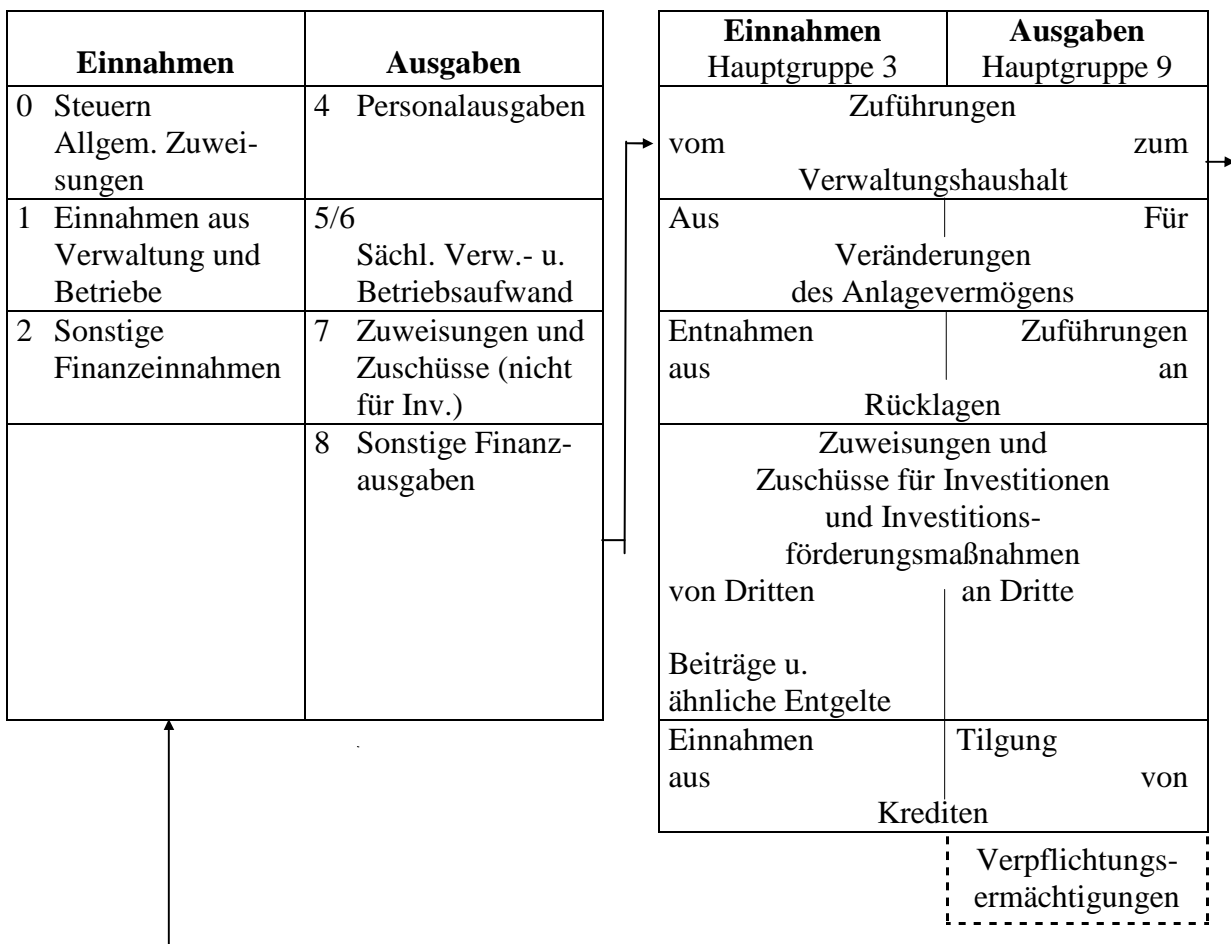 Einnahmen Ausgaben
0 Steuern
Allgem. Zuwei-
sungen
4 Personalausgaben
1 Einnahmen aus
Verwaltung und
Betriebe
5/6
Sächl. Verw.- u.
Betriebsaufwand
2 Sonstige
Finanzeinnahmen
7 Zuweisungen und
Zuschüsse (nicht
für Inv.)
8 Sonstige Finanz-
ausgaben
Einnahmen Ausgaben
Hauptgruppe 3 Hauptgruppe 9
Zuführungen
vom zum
Verwaltungshaushalt
Aus Für
Veränderungen
des Anlagevermögens
Entnahmen Zuführungen
aus an
Rücklagen
Zuweisungen und
Zuschüsse für Investitionen
und Investitions-
förderungsmaßnahmen
von Dritten an Dritte
Beiträge u.
ähnliche Entgelte
Einnahmen Tilgung
aus von
Krediten
Verpflichtungs-
ermächtigungen